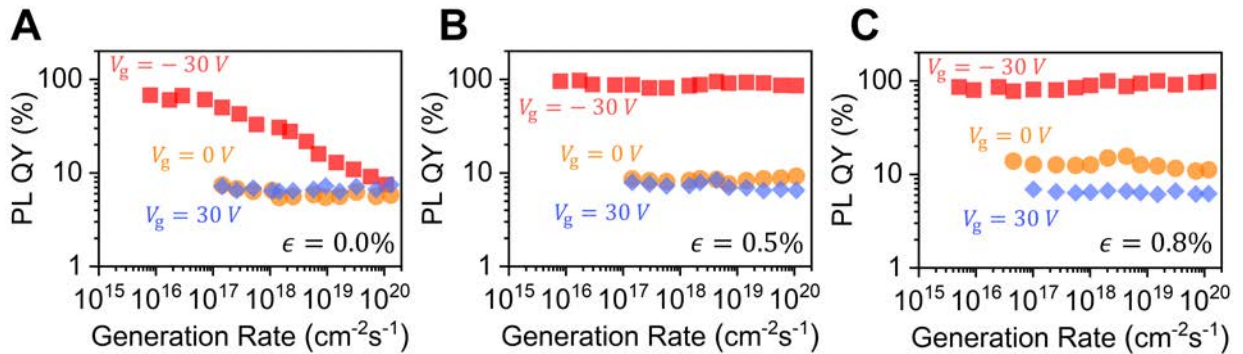 A
PL QY (%)
100
10
1
V_g = − 30 V
V_g = 0 V
V_g = 30 V
ϵ = 0.0%
10^15 10^16 10^17 10^18 10^19 10^20
Generation Rate (cm^-2s^-1)
B
PL QY (%)
100
10
1
V_g = − 30 V
V_g = 0 V
V_g = 30 V
ϵ = 0.5%
10^15 10^16 10^17 10^18 10^19 10^20
Generation Rate (cm^-2s^-1)
C
PL QY (%)
100
10
1
V_g = − 30 V
V_g = 0 V
V_g = 30 V
ϵ = 0.8%
10^15 10^16 10^17 10^18 10^19 10^20
Generation Rate (cm^-2s^-1)